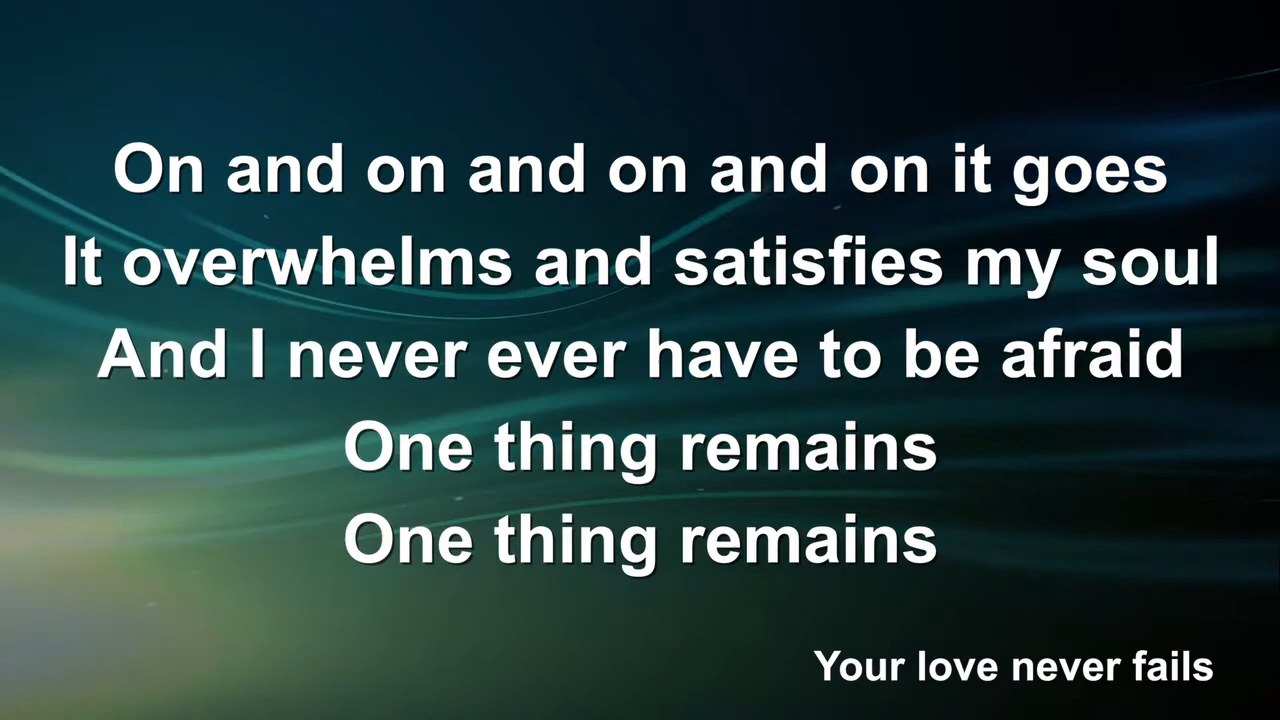 On and on and on and on it goes
It overwhelms and satisfies my soul
And I never ever have to be afraid
One thing remains
One thing remains
Your love never fails